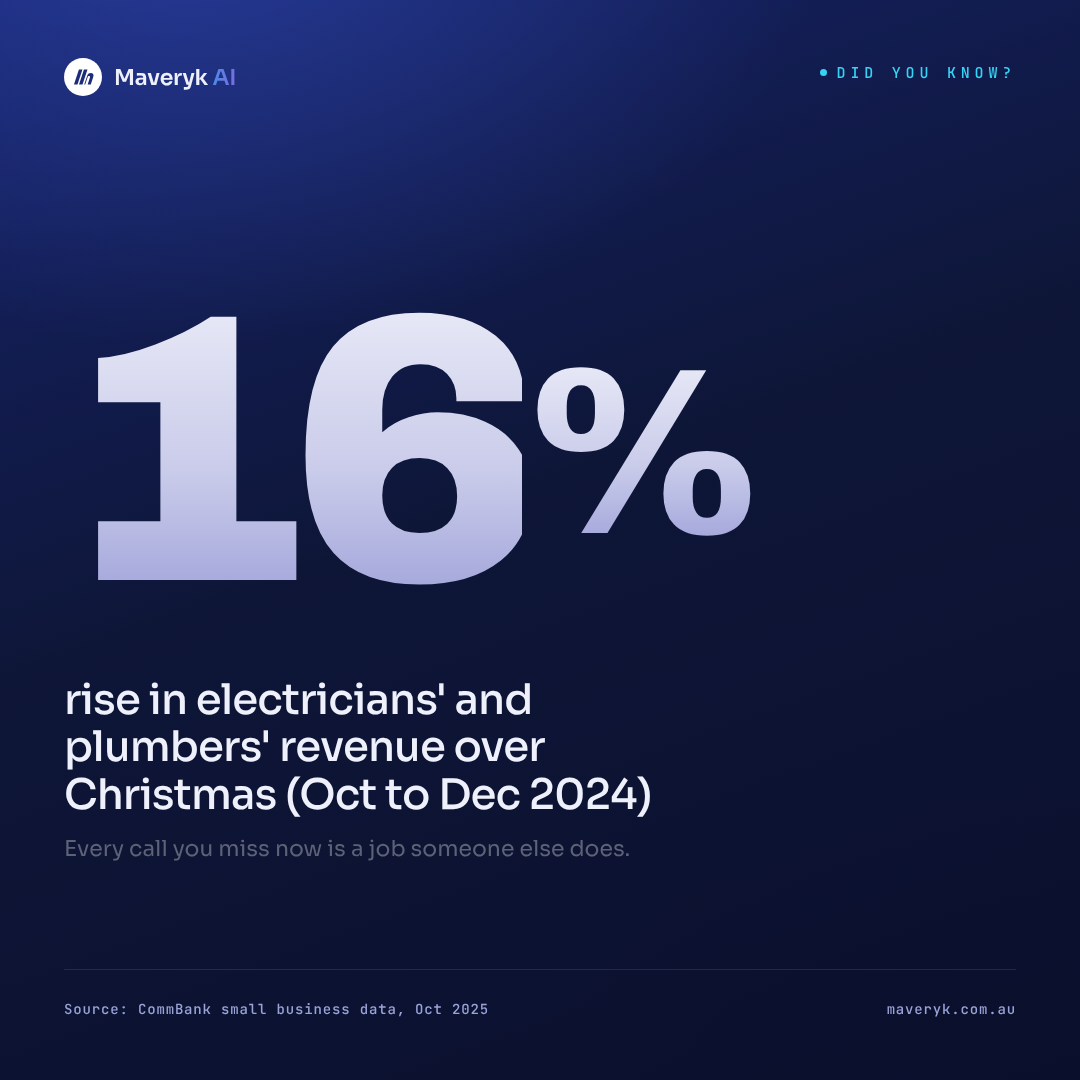 Maveryk AI
DID YOU KNOW?
16%
rise in electricians' and
plumbers' revenue over
Christmas (Oct to Dec 2024)
Every call you miss now is a job someone else does.
Source: CommBank small business data, Oct 2025
maveryk.com.au